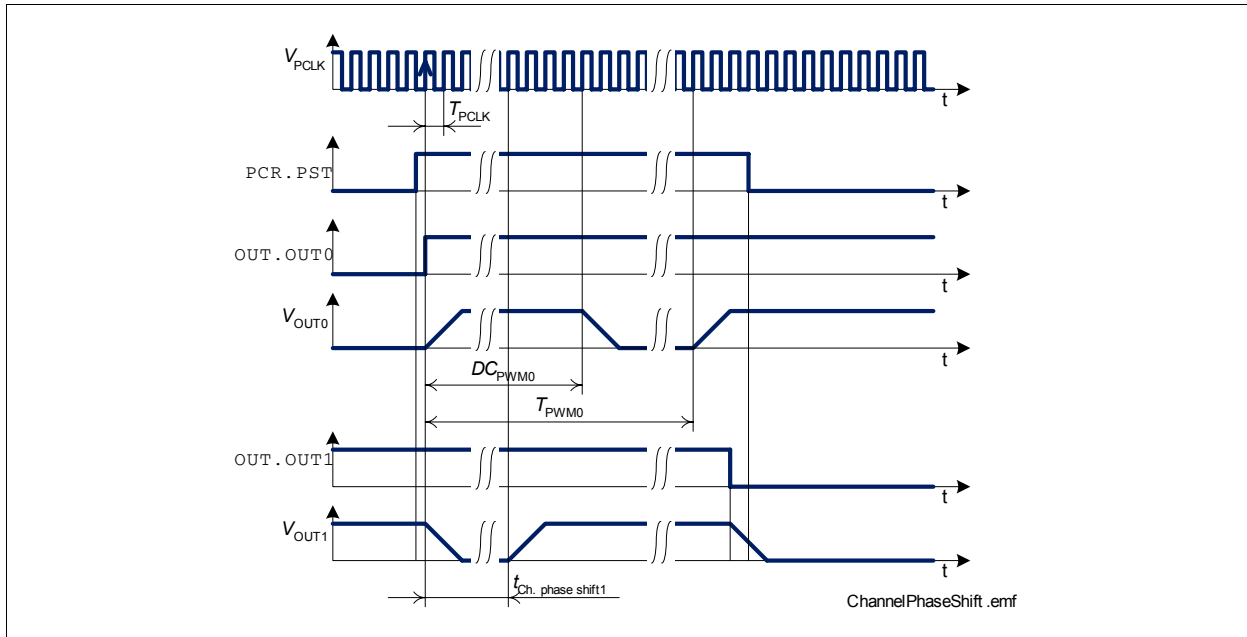 V_PCLK
t
T_PCLK
PCR.PST
t
OUT.OUT0
t
V_OUT0
t
DC_PWM0
T_PWM0
OUT.OUT1
t
V_OUT1
t
t_Ch. phase shift1
ChannelPhaseShift.emf